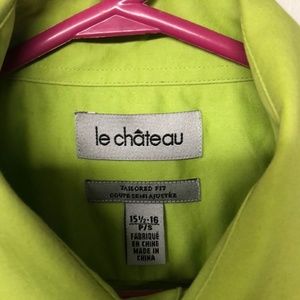 le château
TAILORED FIT
COUPE SEMI AJUSTÉE
15½-16
P/S
FABRIQUÉ
EN CHINE
MADE IN
CHINA